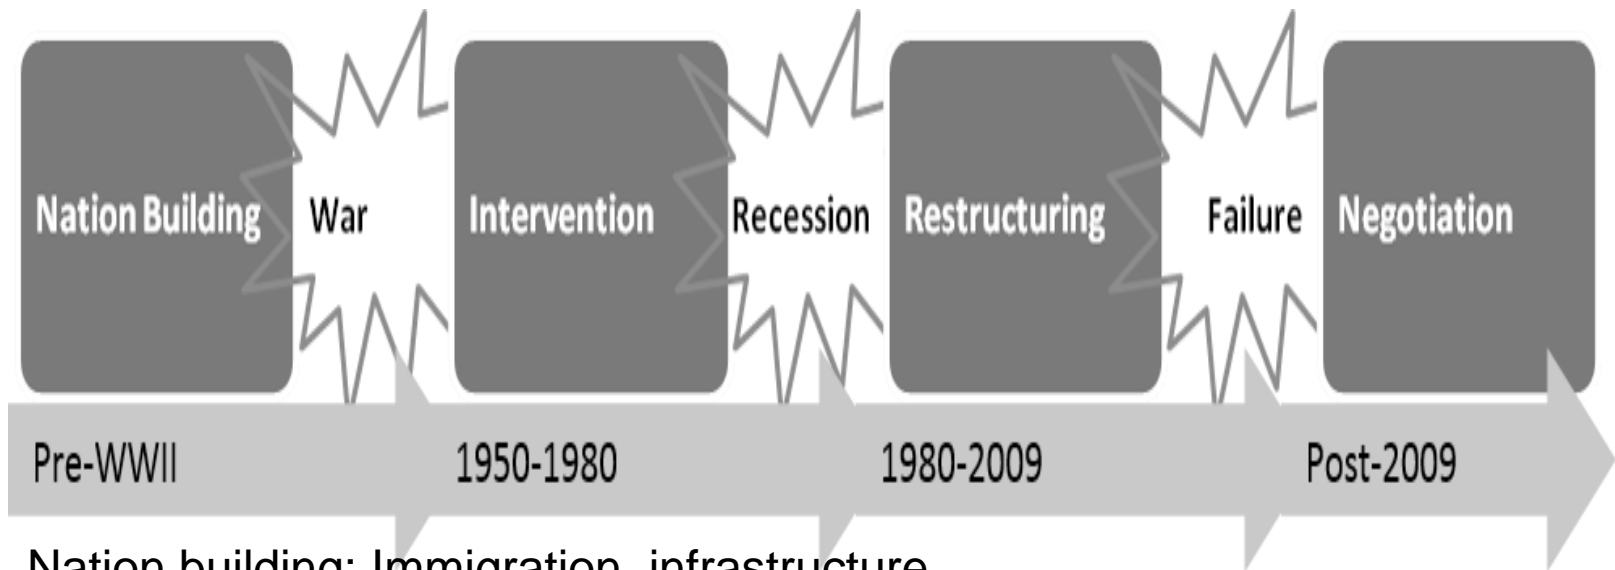 Nation Building War Intervention Recession Restructuring Failure Negotiation
Pre-WWII 1950-1980 1980-2009 Post-2009
Nation building: Immigration, infrastructure